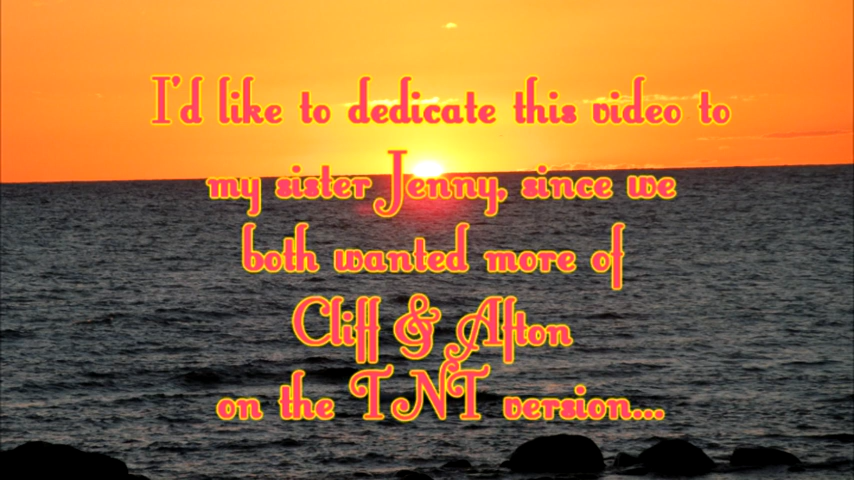 I'd like to dedicate this video to
my sister Jenny, since we
both wanted more of
Cliff & Afton
on the TNT version...